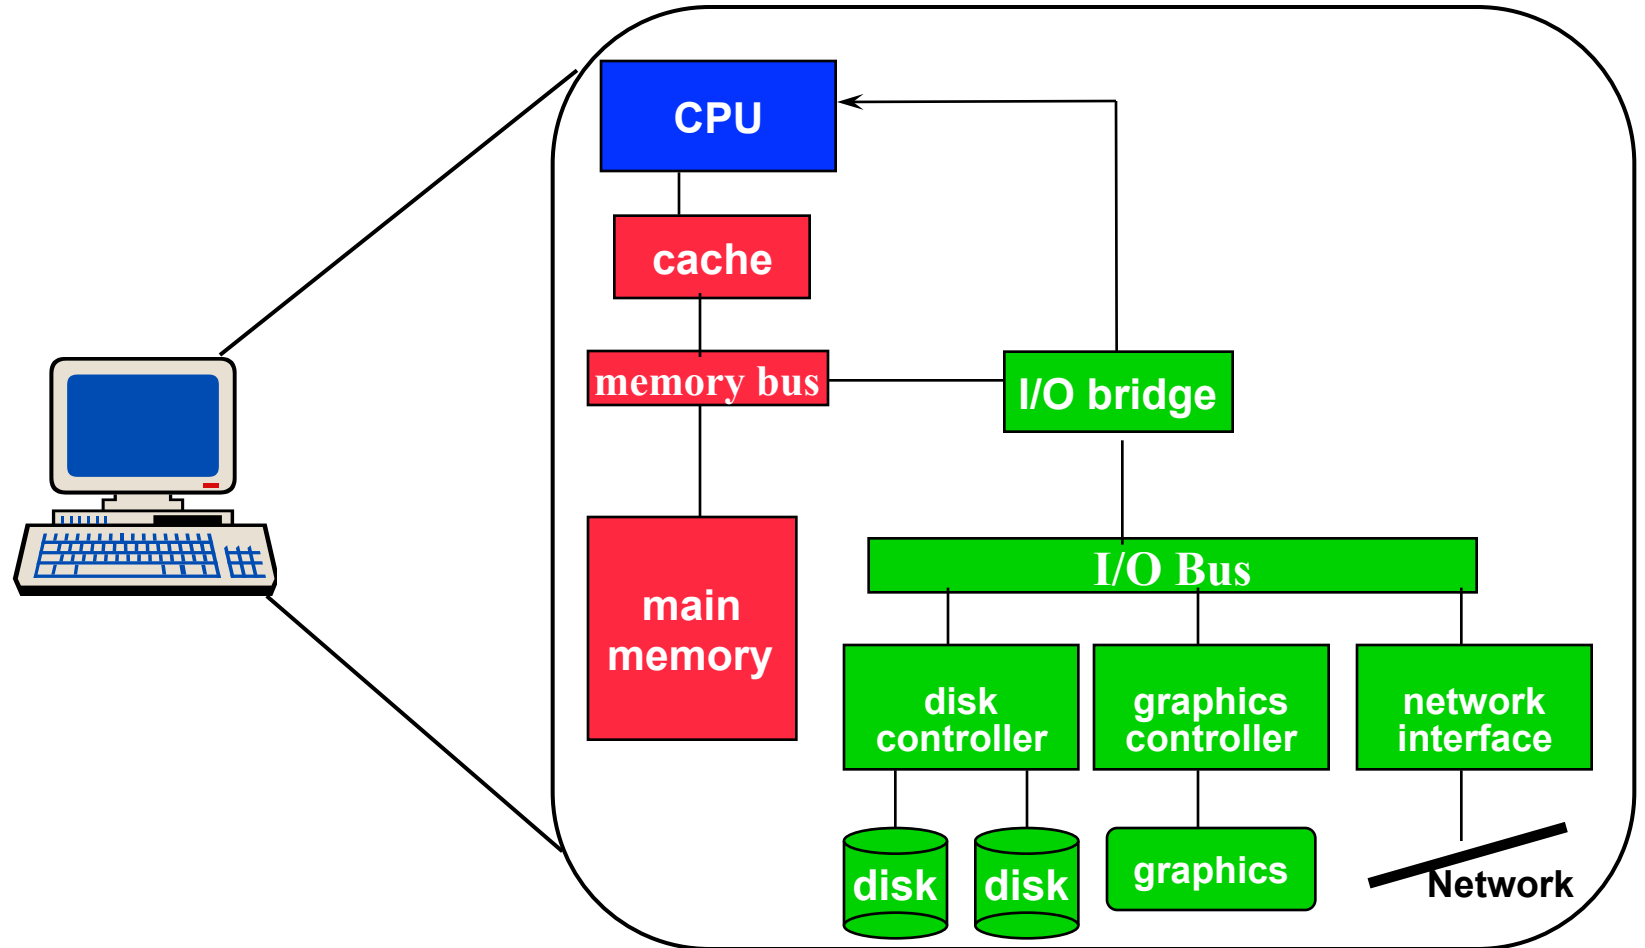 CPU
cache
memory bus
I/O bridge
I/O Bus
main
memory
disk
controller
graphics
controller
network
interface
disk
disk
graphics
Network